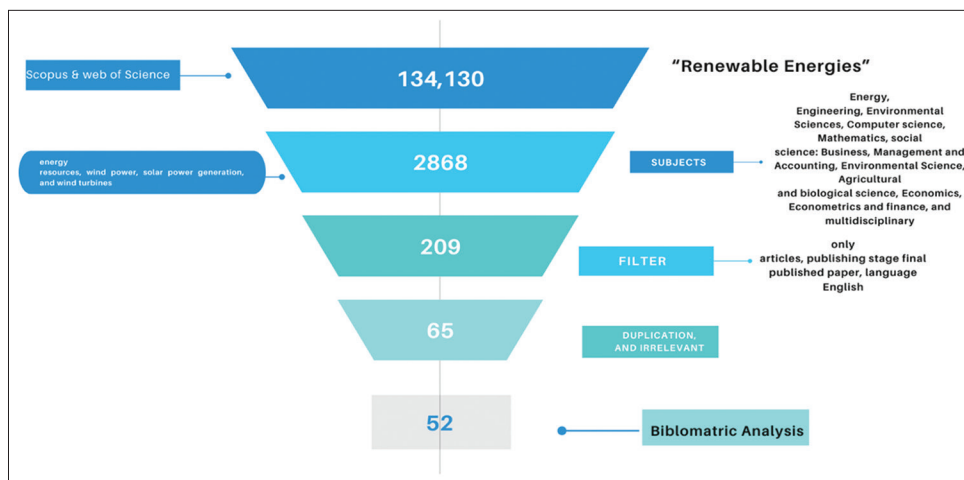 Scopus & web of Science
134,130
“Renewable Energies”
energy
resources, wind power, solar power generation,
and wind turbines
2868
SUBJECTS
Energy,
Engineering, Environmental
Sciences, Computer science,
Mathematics, social
science: Business, Management and
Accounting, Environmental Science,
Agricultural
and biological science, Economics,
Econometrics and finance, and
multidisciplinary
209
FILTER
only
articles, publishing stage final
published paper, language
English
65
DUPLICATION,
AND IRRELEVANT
52
Biblomatric Analysis